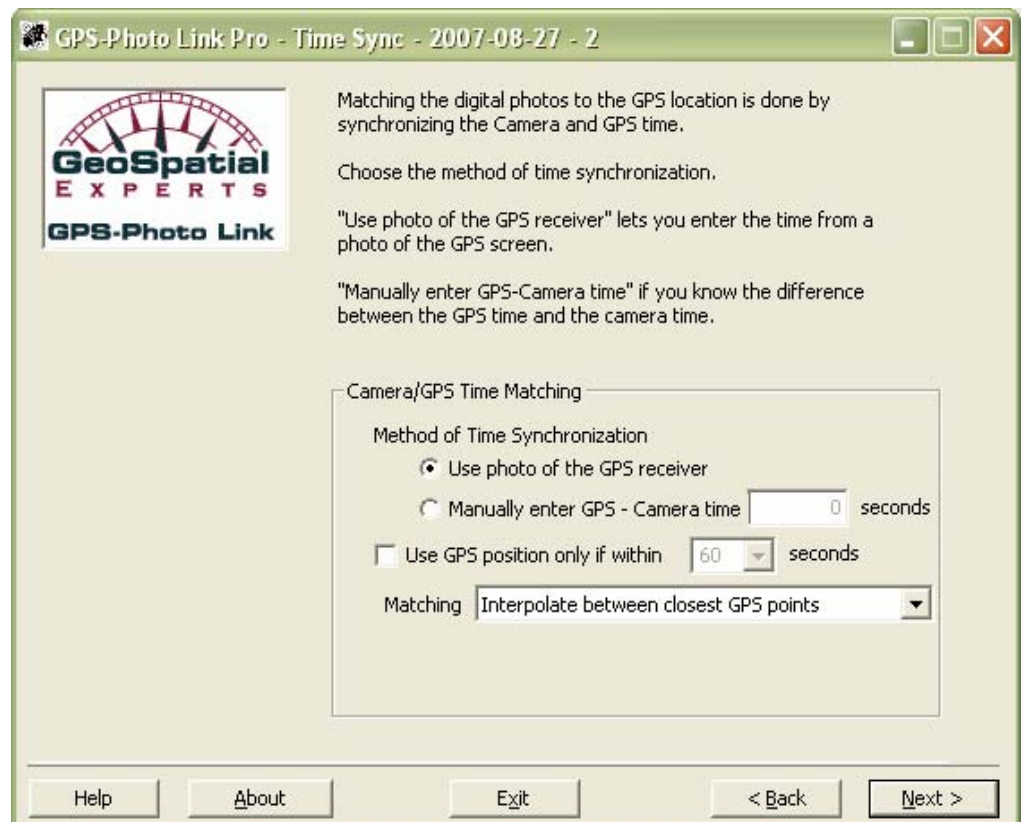 GPS-Photo Link Pro - Time Sync - 2007-08-27 - 2
GeoSpatial
EXPERTS
GPS-Photo Link
Matching the digital photos to the GPS location is done by
synchronizing the Camera and GPS time.
Choose the method of time synchronization.
"Use photo of the GPS receiver" lets you enter the time from a
photo of the GPS screen.
"Manually enter GPS-Camera time" if you know the difference
between the GPS time and the camera time.
Camera/GPS Time Matching
Method of Time Synchronization
Use photo of the GPS receiver
Manually enter GPS - Camera time 0 seconds
Use GPS position only if within 60 seconds
Matching Interpolate between closest GPS points
Help About Exit < Back Next >